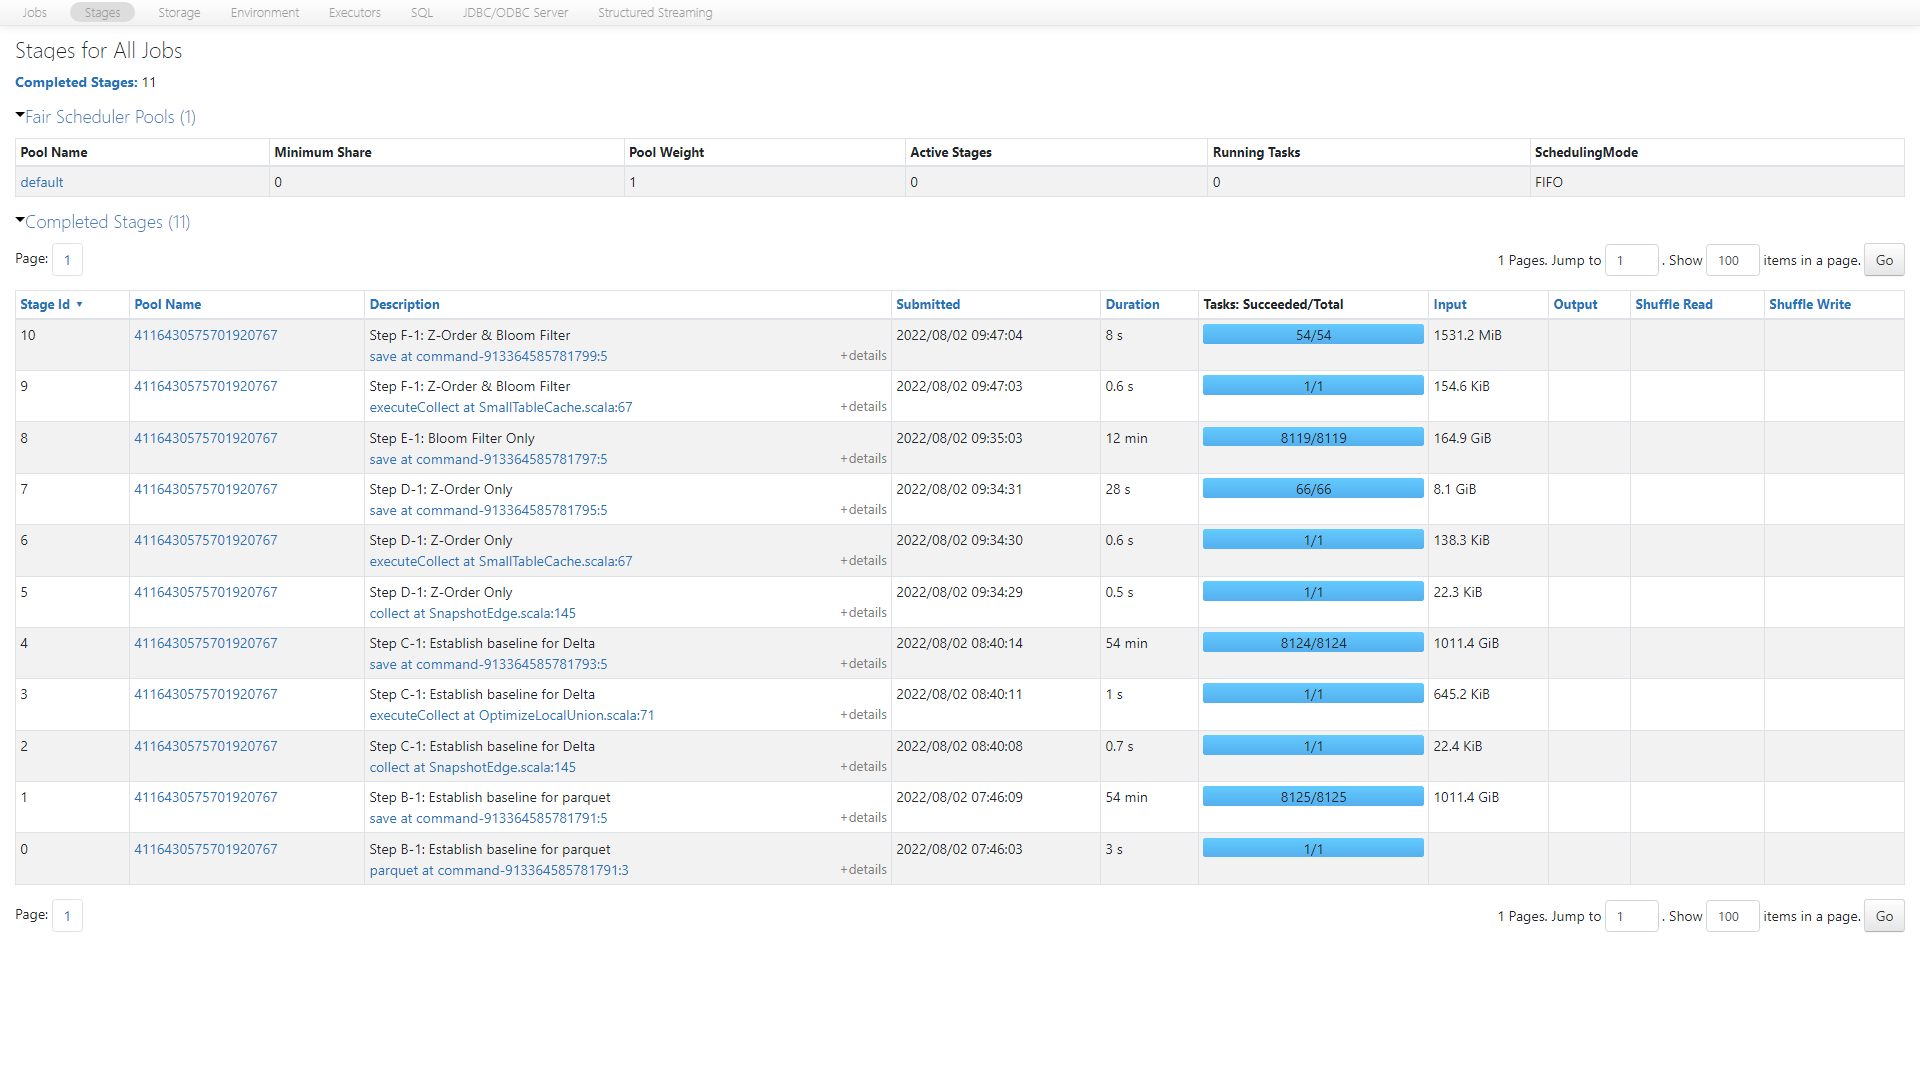 Jobs Stages Storage Environment Executors SQL JDBC/ODBC Server Structured Streaming
Stages for All Jobs
Completed Stages: 11
Fair Scheduler Pools (1)
Pool Name Minimum Share Pool Weight Active Stages Running Tasks SchedulingMode
default 0 1 0 0 FIFO
Completed Stages (11)
Page: 1 1 Pages. Jump to 1 . Show 100 items in a page. Go
Stage Id ▾ Pool Name Description Submitted Duration Tasks: Succeeded/Total Input Output Shuffle Read Shuffle Write
10 4116430575701920767 Step F-1: Z-Order & Bloom Filter 2022/08/02 09:47:04 8 s 54/54 1531.2 MiB
save at command-913364585781799:5 +details
9 4116430575701920767 Step F-1: Z-Order & Bloom Filter 2022/08/02 09:47:03 0.6 s 1/1 154.6 KiB
executeCollect at SmallTableCache.scala:67 +details
8 4116430575701920767 Step E-1: Bloom Filter Only 2022/08/02 09:35:03 12 min 8119/8119 164.9 GiB
save at command-913364585781797:5 +details
7 4116430575701920767 Step D-1: Z-Order Only 2022/08/02 09:34:31 28 s 66/66 8.1 GiB
save at command-913364585781795:5 +details
6 4116430575701920767 Step D-1: Z-Order Only 2022/08/02 09:34:30 0.6 s 1/1 138.3 KiB
executeCollect at SmallTableCache.scala:67 +details
5 4116430575701920767 Step D-1: Z-Order Only 2022/08/02 09:34:29 0.5 s 1/1 22.3 KiB
collect at SnapshotEdge.scala:145 +details
4 4116430575701920767 Step C-1: Establish baseline for Delta 2022/08/02 08:40:14 54 min 8124/8124 1011.4 GiB
save at command-913364585781793:5 +details
3 4116430575701920767 Step C-1: Establish baseline for Delta 2022/08/02 08:40:11 1 s 1/1 645.2 KiB
executeCollect at OptimizeLocalUnion.scala:71 +details
2 4116430575701920767 Step C-1: Establish baseline for Delta 2022/08/02 08:40:08 0.7 s 1/1 22.4 KiB
collect at SnapshotEdge.scala:145 +details
1 4116430575701920767 Step B-1: Establish baseline for parquet 2022/08/02 07:46:09 54 min 8125/8125 1011.4 GiB
save at command-913364585781791:5 +details
0 4116430575701920767 Step B-1: Establish baseline for parquet 2022/08/02 07:46:03 3 s 1/1
parquet at command-913364585781791:3 +details
Page: 1 1 Pages. Jump to 1 . Show 100 items in a page. Go